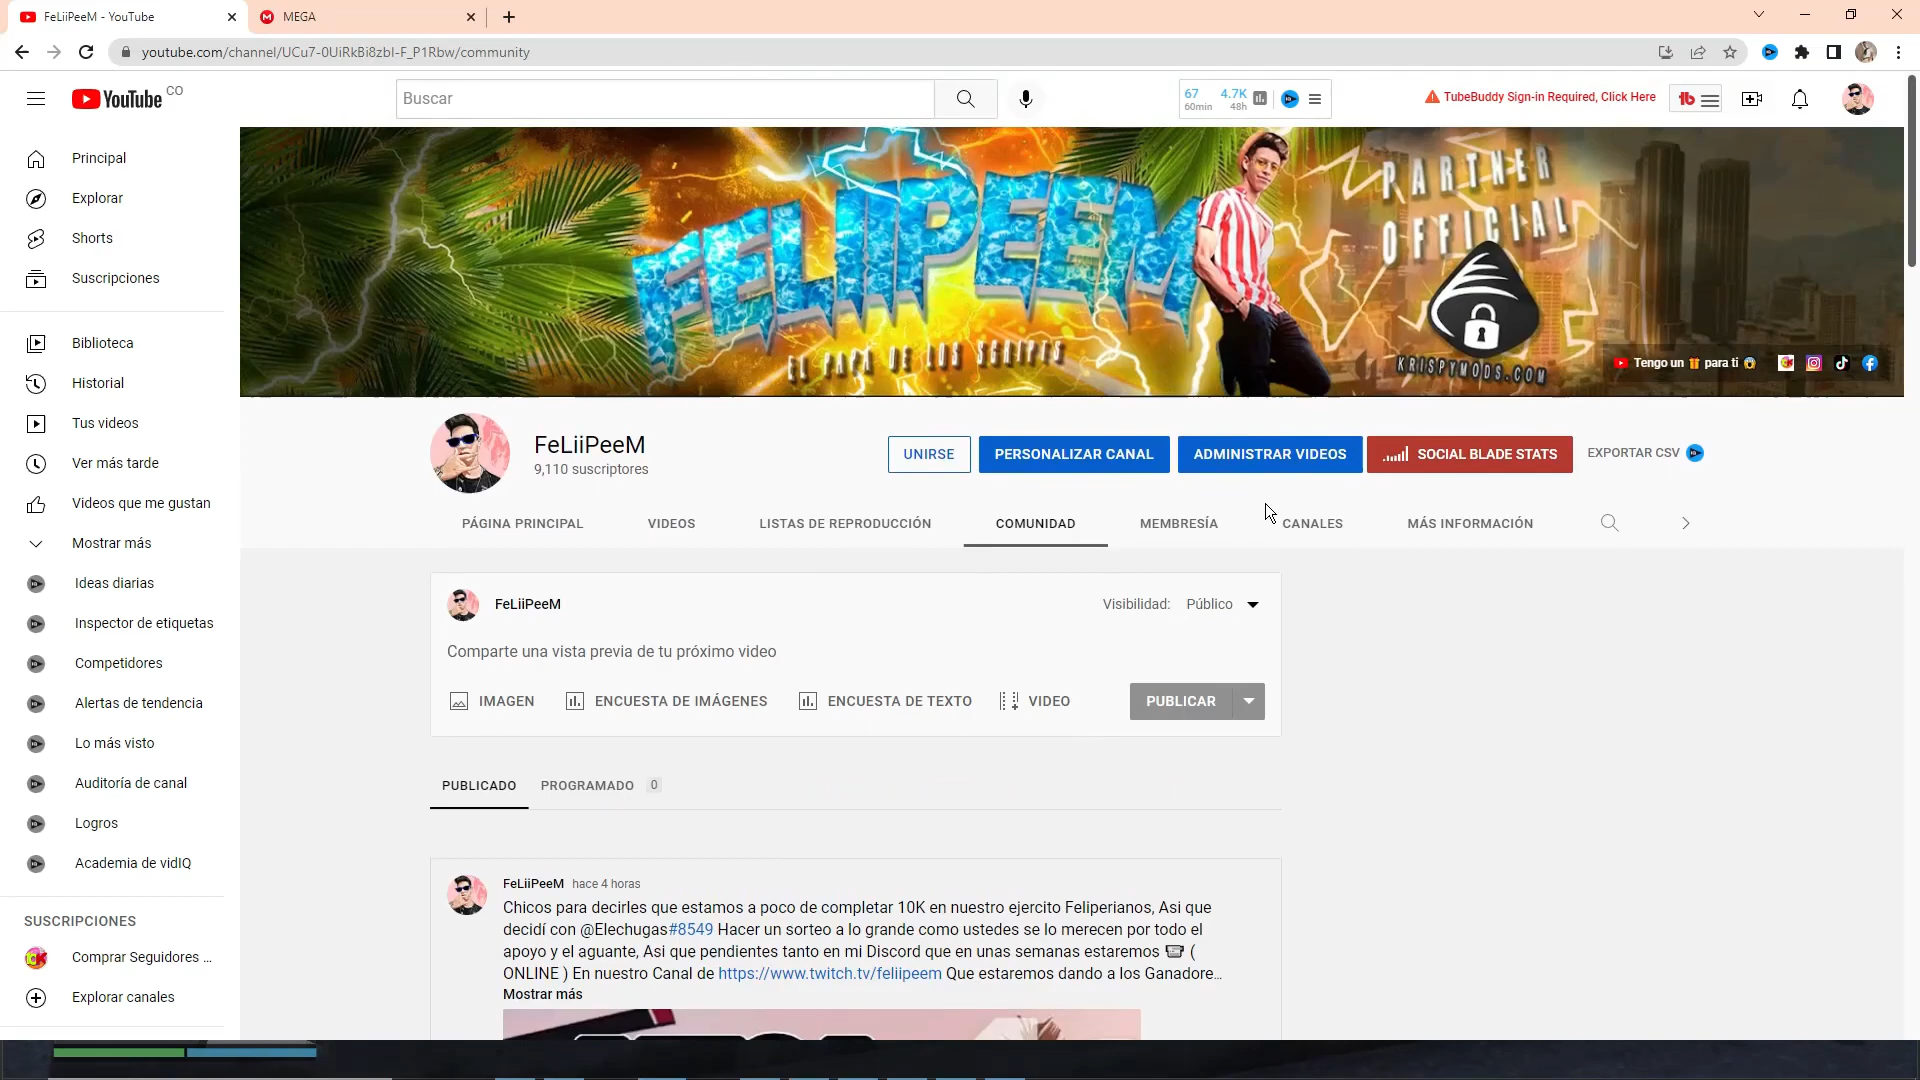 FeLiiPeeM - YouTube
MEGA
youtube.com/channel/UCu7-0UiRkBi8zbI-F_P1Rbw/community
YouTube CO
Buscar
67
60min
4.7K
48h
TubeBuddy Sign-in Required, Click Here
Principal
Explorar
Shorts
Suscripciones
Biblioteca
Historial
Tus videos
Ver más tarde
Videos que me gustan
Mostrar más
Ideas diarias
Inspector de etiquetas
Competidores
Alertas de tendencia
Lo más visto
Auditoría de canal
Logros
Academia de vidIQ
SUSCRIPCIONES
Comprar Seguidores ...
Explorar canales
FELIPEEM
EL PAPA DE LOS SCRIPTS
PARTNER
OFFICIAL
KRISPYMODS.COM
Tengo un 🎁 para ti 😱
FeLiiPeeM
9,110 suscriptores
UNIRSE
PERSONALIZAR CANAL
ADMINISTRAR VIDEOS
SOCIAL BLADE STATS
EXPORTAR CSV
PÁGINA PRINCIPAL
VIDEOS
LISTAS DE REPRODUCCIÓN
COMUNIDAD
MEMBRESÍA
CANALES
MÁS INFORMACIÓN
FeLiiPeeM
Visibilidad: Público
Comparte una vista previa de tu próximo video
IMAGEN
ENCUESTA DE IMÁGENES
ENCUESTA DE TEXTO
VIDEO
PUBLICAR
PUBLICADO
PROGRAMADO 0
FeLiiPeeM hace 4 horas
Chicos para decirles que estamos a poco de completar 10K en nuestro ejercito Feliperianos, Asi que
decidí con @Elechugas#8549 Hacer un sorteo a lo grande como ustedes se lo merecen por todo el
apoyo y el aguante, Asi que pendientes tanto en mi Discord que en unas semanas estaremos (
ONLINE ) En nuestro Canal de https://www.twitch.tv/feliipeem Que estaremos dando a los Ganadore...
Mostrar más